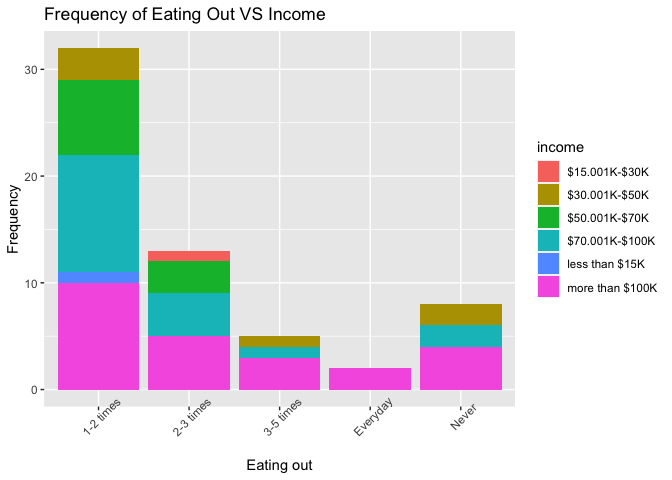 Frequency of Eating Out VS Income
Frequency
30
20
10
0
1-2 times
2-3 times
3-5 times
Everyday
Never
Eating out
income
$15.001K-$30K
$30.001K-$50K
$50.001K-$70K
$70.001K-$100K
less than $15K
more than $100K